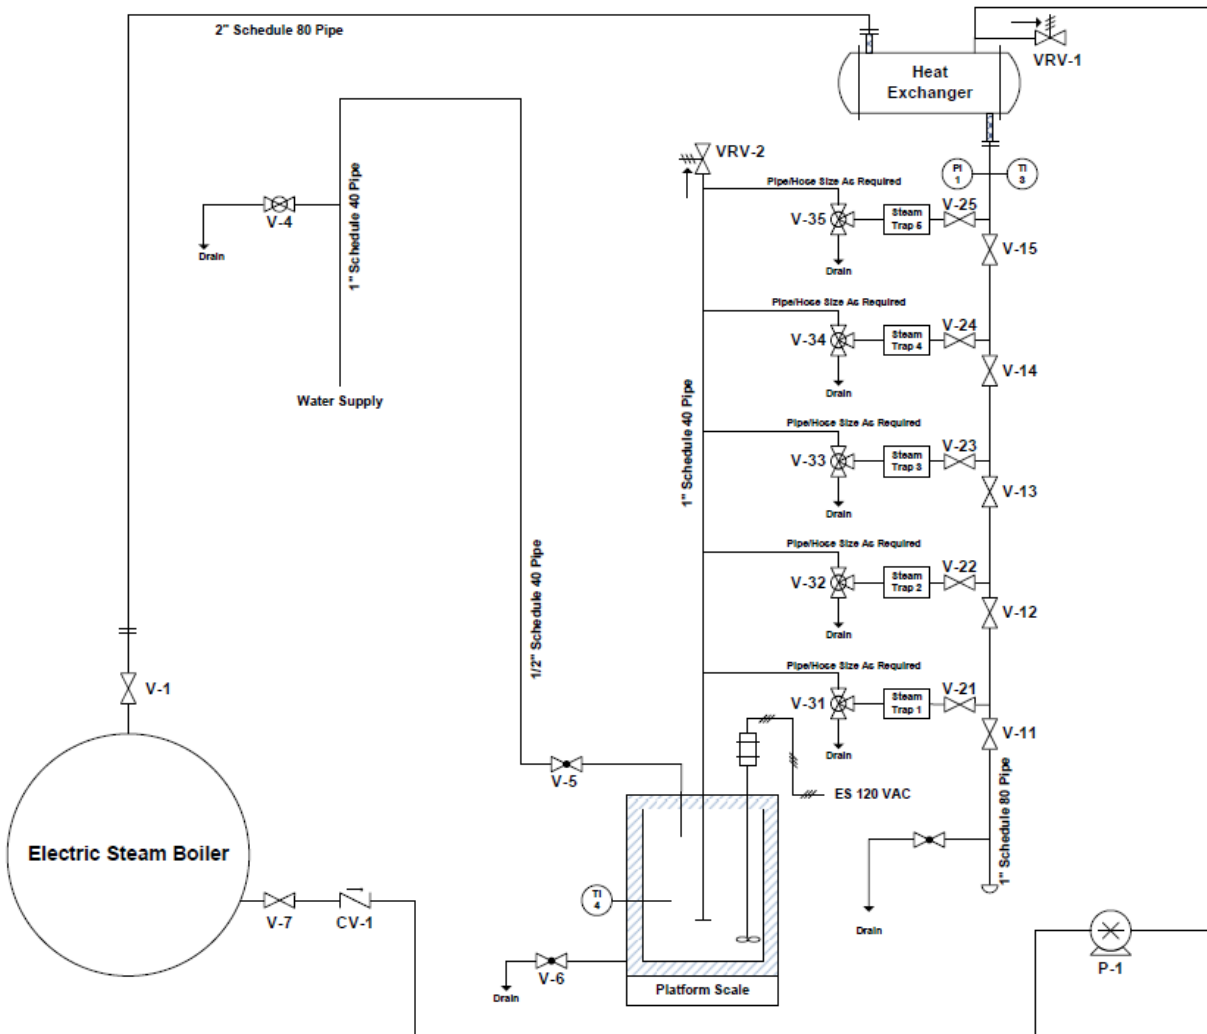 2" Schedule 80 Pipe
VRV-1
Heat
Exchanger
VRV-2
PI
1
TI
3
Pipe/Hose Size As Required
V-25
V-35
Steam
Trap 5
V-4
V-15
Drain
Drain
1" Schedule 40 Pipe
Pipe/Hose Size As Required
V-24
V-34
Steam
Trap 4
V-14
Drain
Water Supply
1" Schedule 40 Pipe
Pipe/Hose Size As Required
V-23
V-33
Steam
Trap 3
V-13
Drain
1/2" Schedule 40 Pipe
Pipe/Hose Size As Required
V-22
V-32
Steam
Trap 2
V-12
Drain
Pipe/Hose Size As Required
V-1
V-21
V-31
Steam
Trap 1
V-11
Drain
V-5
ES 120 VAC
1" Schedule 80 Pipe
Electric Steam Boiler
TI
4
V-7
CV-1
Drain
P-1
V-6
Drain
Platform Scale